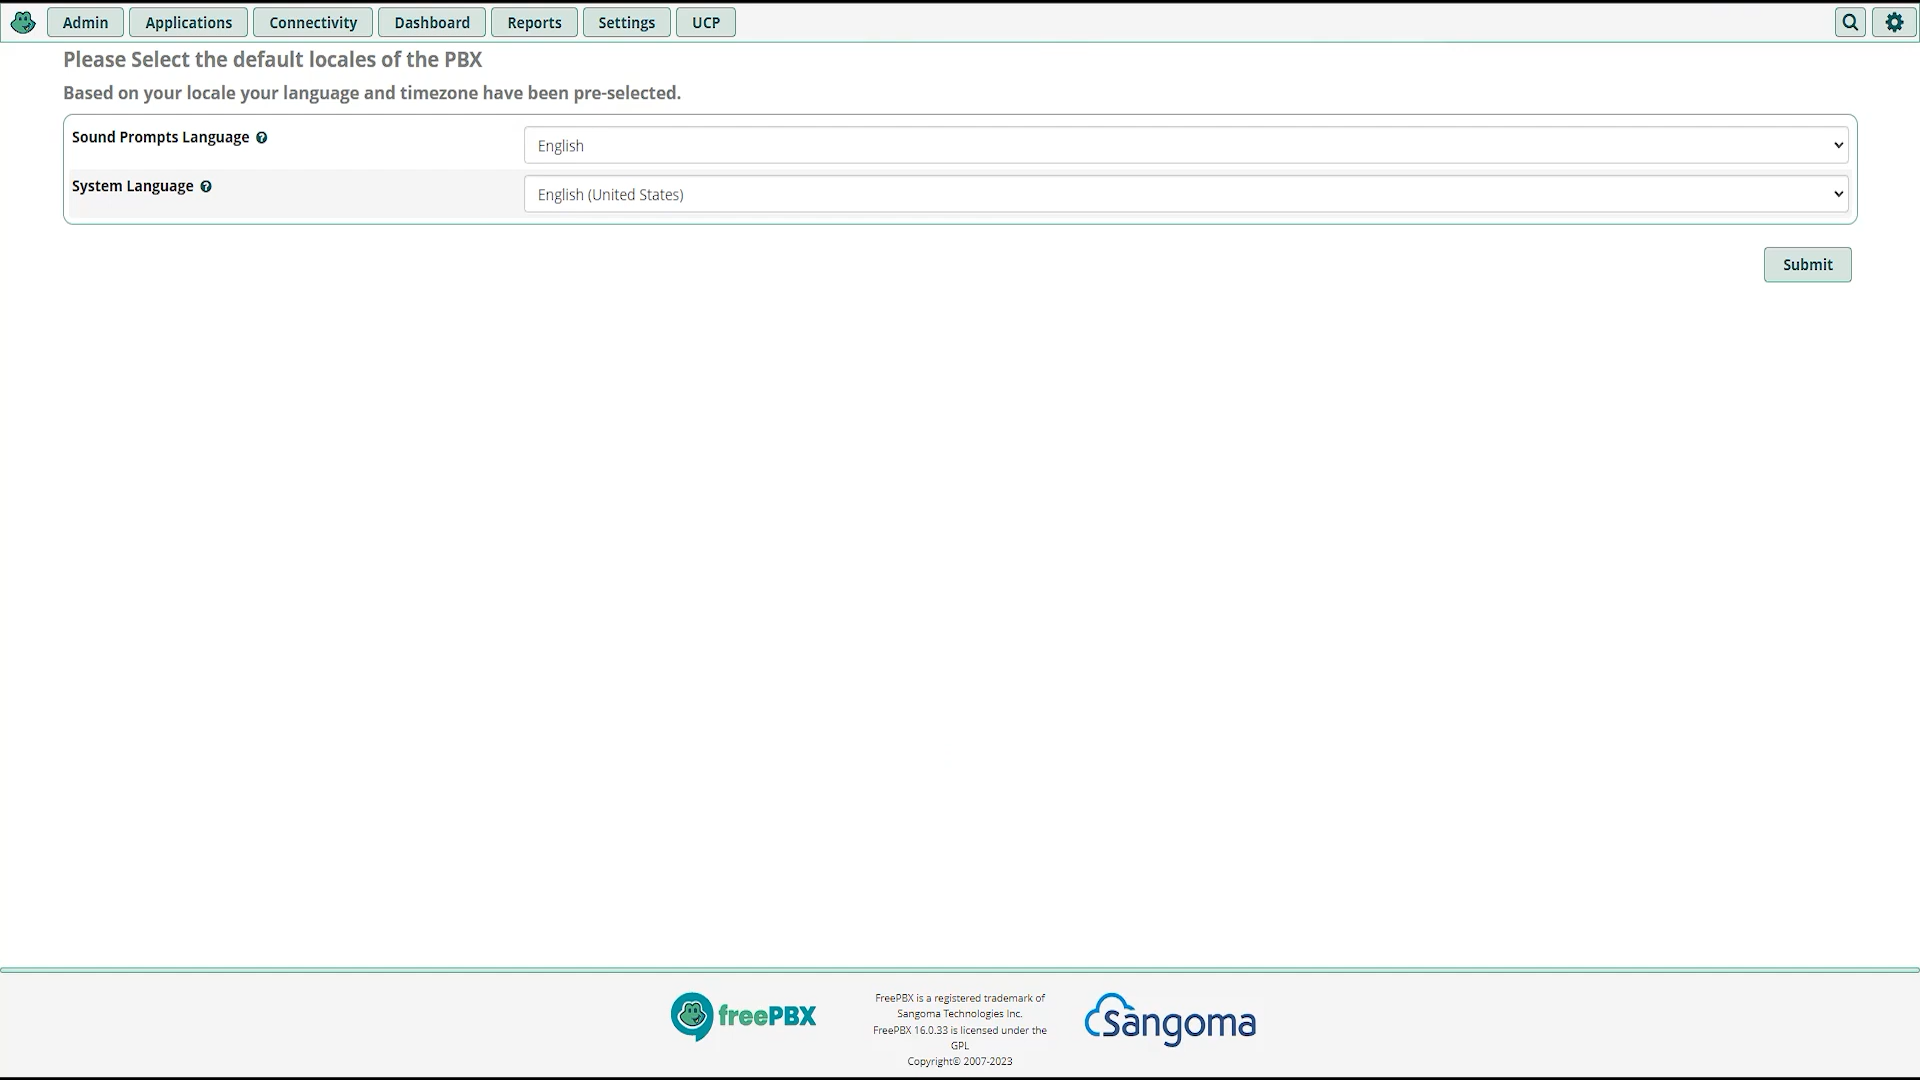 Admin
Applications
Connectivity
Dashboard
Reports
Settings
UCP
Please Select the default locales of the PBX
Based on your locale your language and timezone have been pre-selected.
Sound Prompts Language
English
System Language
English (United States)
Submit
freePBX
FreePBX is a registered trademark of
Sangoma Technologies Inc.
FreePBX 16.0.33 is licensed under the
GPL
Copyright© 2007-2023
Sangoma